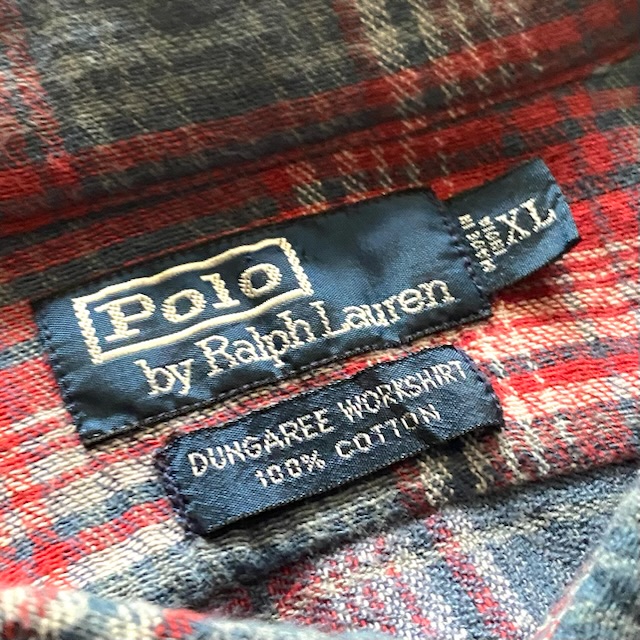 Polo
by Ralph Lauren
XL
DUNGAREE WORKSHIRT
100% COTTON